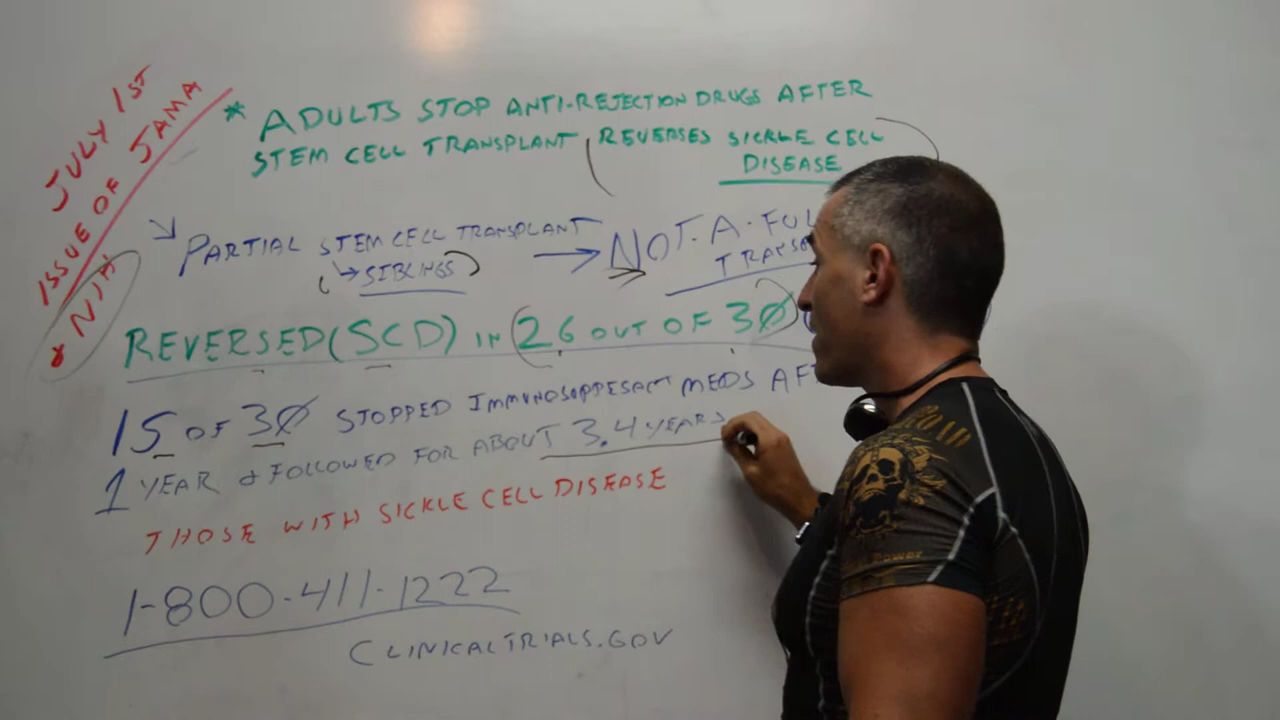 JULY 1ST
ISSUE OF JAMA
* NIH
* ADULTS STOP ANTI-REJECTION DRUGS AFTER
STEM CELL TRANSPLANT (REVERSES SICKLE CELL
DISEASE)
PARTIAL STEM CELL TRANSPLANT → NOT A FUL
(↳ SIBLINGS) TRANS
REVERSED (SCD) IN (26 OUT OF 30)
15 OF 30 STOPPED IMMUNOSOPPESANT MEDS AF
1 YEAR & FOLLOWED FOR ABOUT 3.4 YEARS
THOSE WITH SICKLE CELL DISEASE
1-800-411-1222
CLINICALTRIALS.GOV
Power